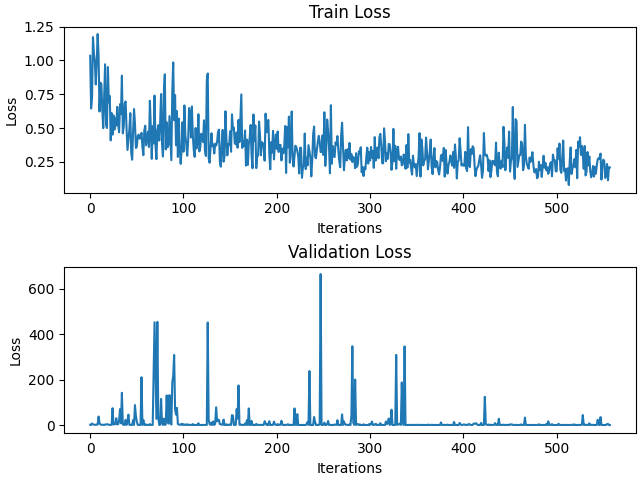 Train Loss
1.25
1.00
0.75
0.50
0.25
Loss
0 100 200 300 400 500
Iterations
Validation Loss
600
400
200
0
Loss
0 100 200 300 400 500
Iterations